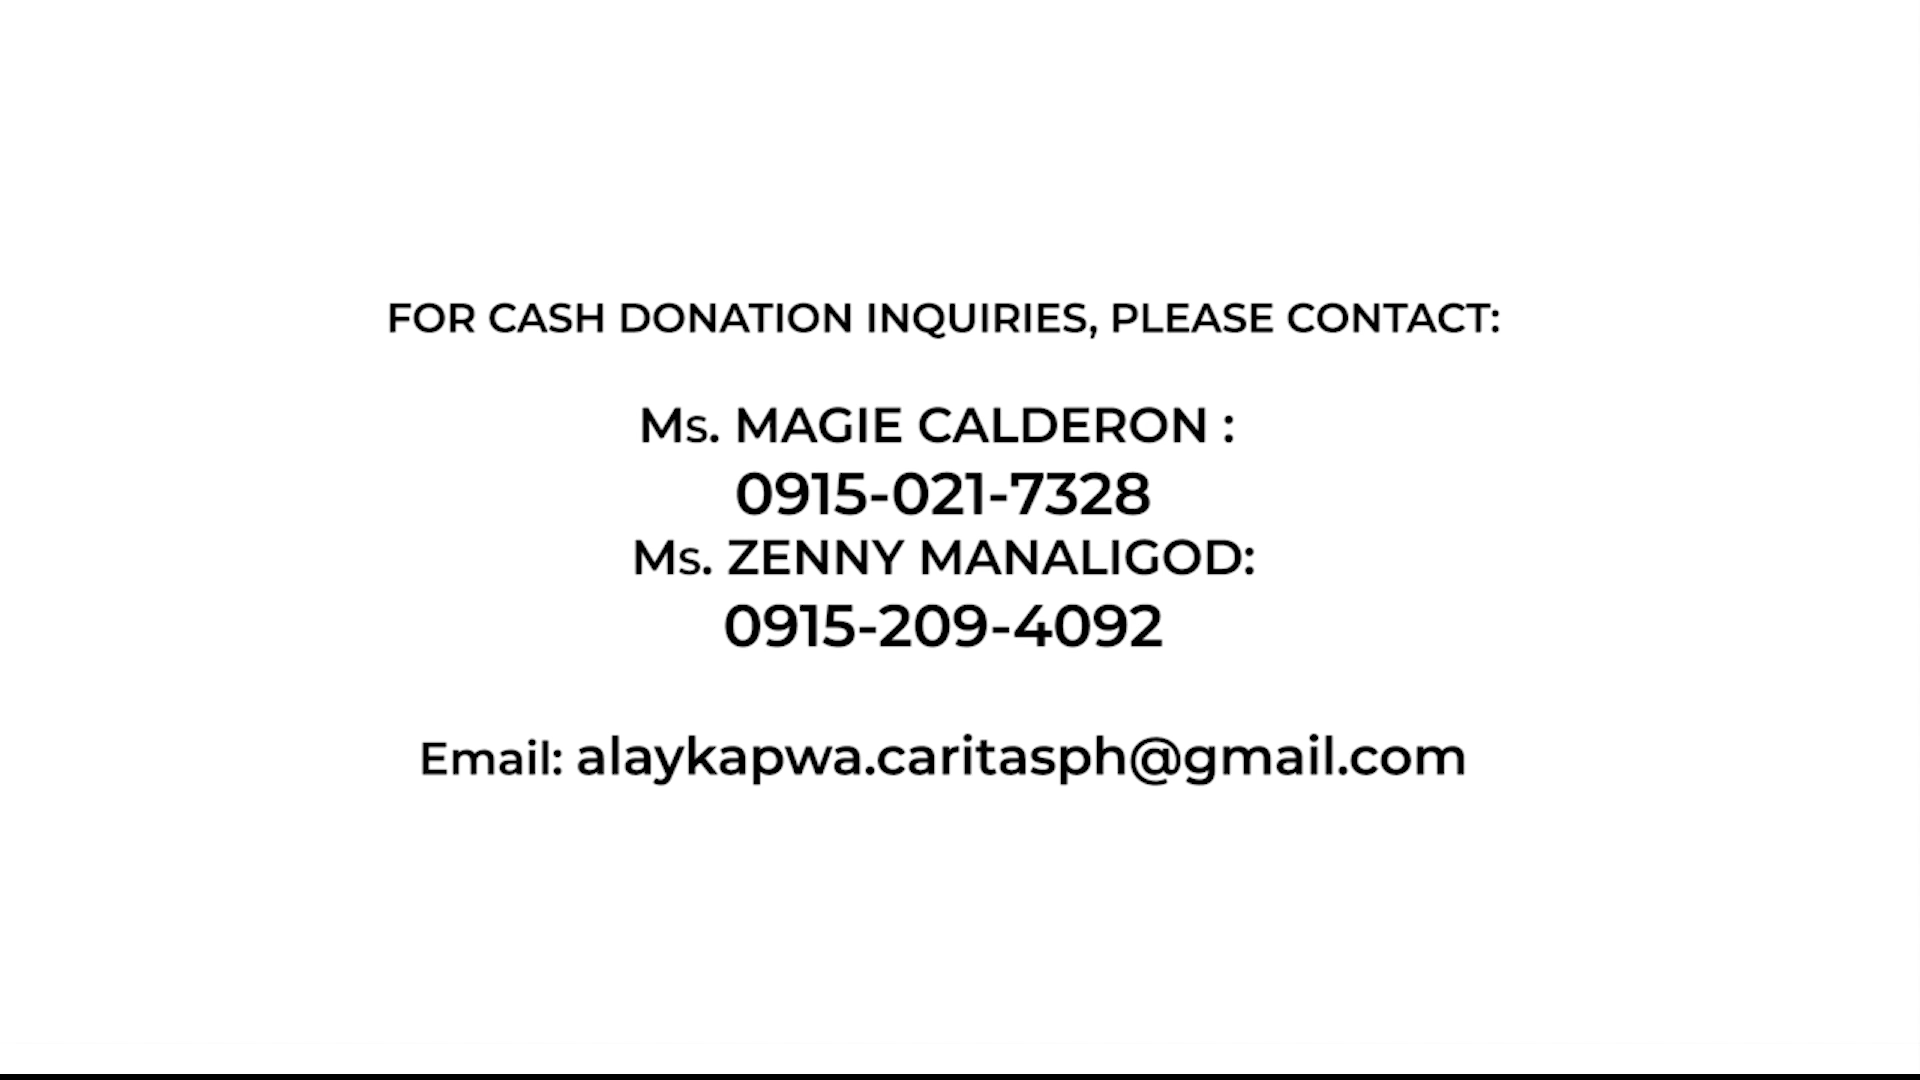 FOR CASH DONATION INQUIRIES, PLEASE CONTACT:
Ms. MAGIE CALDERON :
0915-021-7328
Ms. ZENNY MANALIGOD:
0915-209-4092
Email: alaykapwa.caritasph@gmail.com